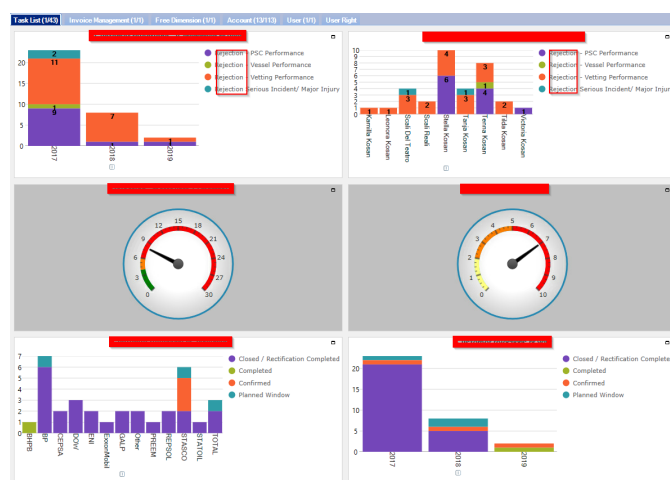 Task List (1/43) Invoice Management (1/1) Free Dimension (1/1) Account (13/113) User (1/1) User Right
20
15
10
5
0
2
11
1
9
7
1
1
2017
2018
2019
Rejection - PSC Performance
Rejection - Vessel Performance
Rejection - Vetting Performance
Rejection Serious Incident/ Major Injury
10
9
8
7
6
5
4
3
2
1
0
1
1
1
3
2
4
6
1
3
3
1
4
2
1
Kamilla Kosan
Leonora Kosan
Scali Del Teatro
Scali Reali
Stella Kosan
Tanja Kosan
Tenna Kosan
Tilda Kosan
Victoria Kosan
Rejection - PSC Performance
Rejection - Vessel Performance
Rejection - Vetting Performance
Rejection Serious Incident/ Major Injury
0
3
6
9
12
15
18
21
24
27
30
0
1
2
3
4
5
6
7
8
9
10
7
6
5
4
3
2
1
0
BHPB
BP
CEPSA
DOW
ENI
ExxonMobil
GALP
Other
PREEM
REPSOL
STASCO
STATOIL
TOTAL
Closed / Rectification Completed
Completed
Confirmed
Planned Window
20
15
10
5
0
2017
2018
2019
Closed / Rectification Complete
Completed
Confirmed
Planned Window